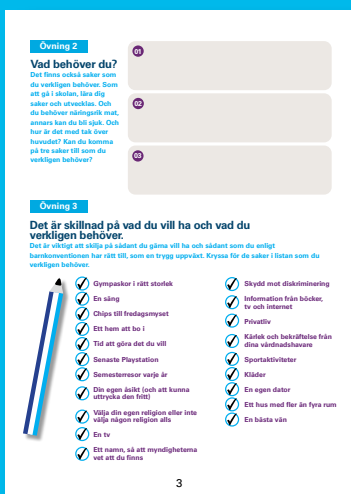 Övning 2
Vad behöver du?
Det finns också saker som
du verkligen behöver. Som
att gå i skolan, lära dig
saker och utvecklas. Och
du behöver näringsrik mat,
annars kan du bli sjuk. Och
hur är det med tak över
huvudet? Kan du komma
på tre saker till som du
verkligen behöver?
01
02
03
Övning 3
Det är skillnad på vad du vill ha och vad du
verkligen behöver.
Det är viktigt att skilja på sådant du gärna vill ha och sådant som du enligt
barnkonventionen har rätt till, som en trygg uppväxt. Kryssa för de saker i listan som du
verkligen behöver.
Gympaskor i rätt storlek
En säng
Chips till fredagsmyset
Ett hem att bo i
Tid att göra det du vill
Senaste Playstation
Semesterresor varje år
Din egen åsikt (och att kunna
uttrycka den fritt)
Välja din egen religion eller inte
välja någon religion alls
En tv
Ett namn, så att myndigheterna
vet att du finns
Skydd mot diskriminering
Information från böcker,
tv och internet
Privatliv
Kärlek och bekräftelse från
dina vårdnadshavare
Sportaktiviteter
Kläder
En egen dator
Ett hus med fler än fyra rum
En bästa vän
3